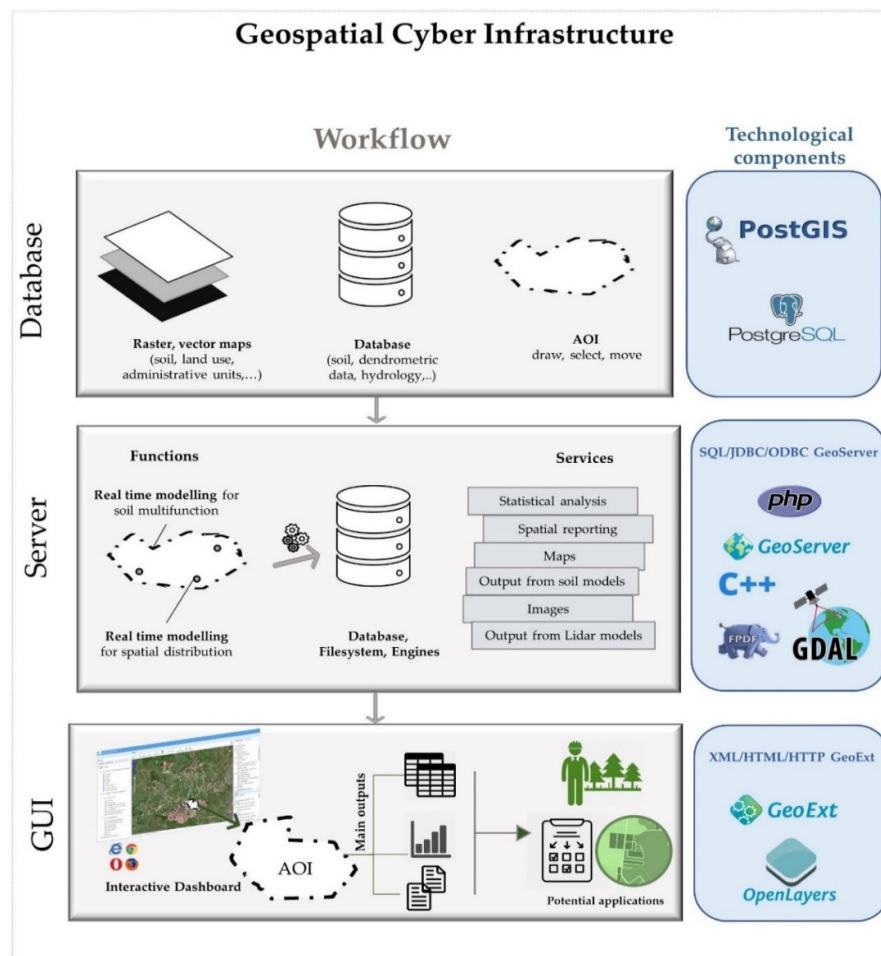 Geospatial Cyber Infrastructure
Workflow
Technological
components
Database
Raster, vector maps
(soil, land use,
administrative units,...)
Database
(soil, dendrometric
data, hydrology,..)
AOI
draw, select, move
PostGIS
PostgreSQL
Server
Functions
Real time modelling for
soil multifunction
Real time modelling
for spatial distribution
Database,
Filesystem, Engines
Services
Statistical analysis
Spatial reporting
Maps
Output from soil models
Images
Output from Lidar models
SQL/JDBC/ODBC GeoServer
php
GeoServer
C++
FPDF
GDAL
GUI
Interactive Dashboard
AOI
Main outputs
Potential applications
XML/HTML/HTTP GeoExt
GeoExt
OpenLayers